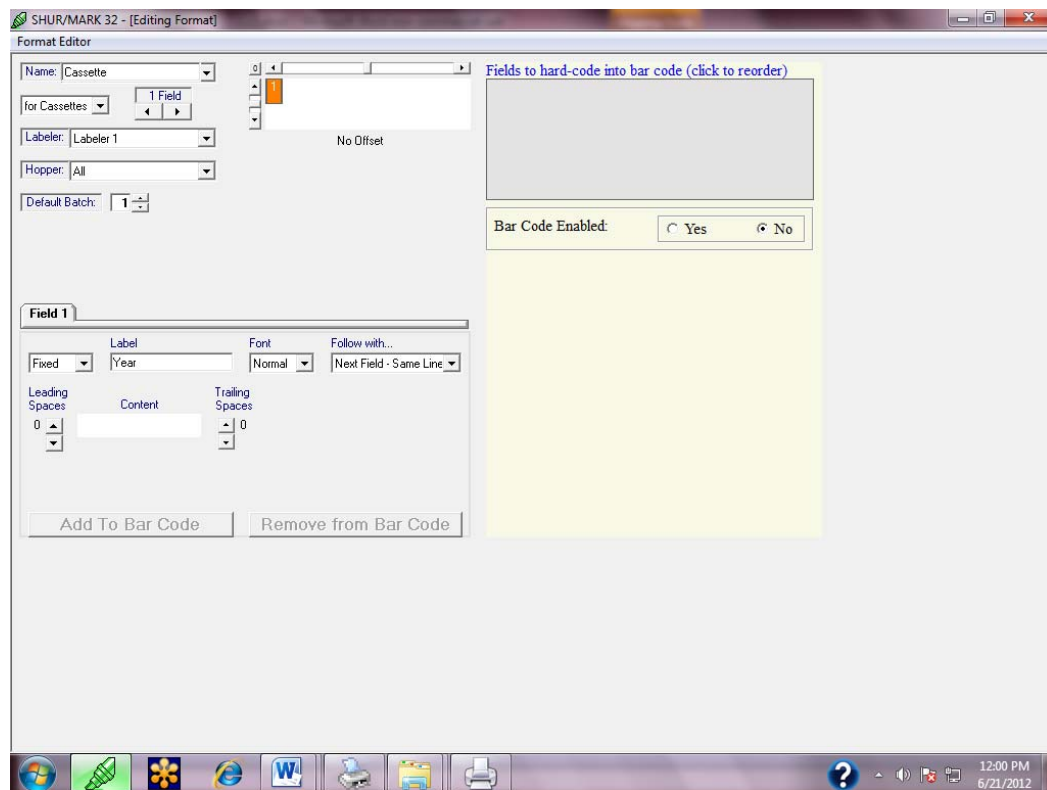 SHUR/MARK 32 - [Editing Format]
Format Editor
Name: Cassette
for Cassettes
1 Field
Labeler: Labeler 1
Hopper: All
Default Batch: 1
0
1
No Offset
Fields to hard-code into bar code (click to reorder)
Bar Code Enabled: Yes No
Field 1
Label Font Follow with...
Fixed Year Normal Next Field - Same Line
Leading Spaces Content Trailing Spaces
0 0
Add To Bar Code Remove from Bar Code
12:00 PM
6/21/2012